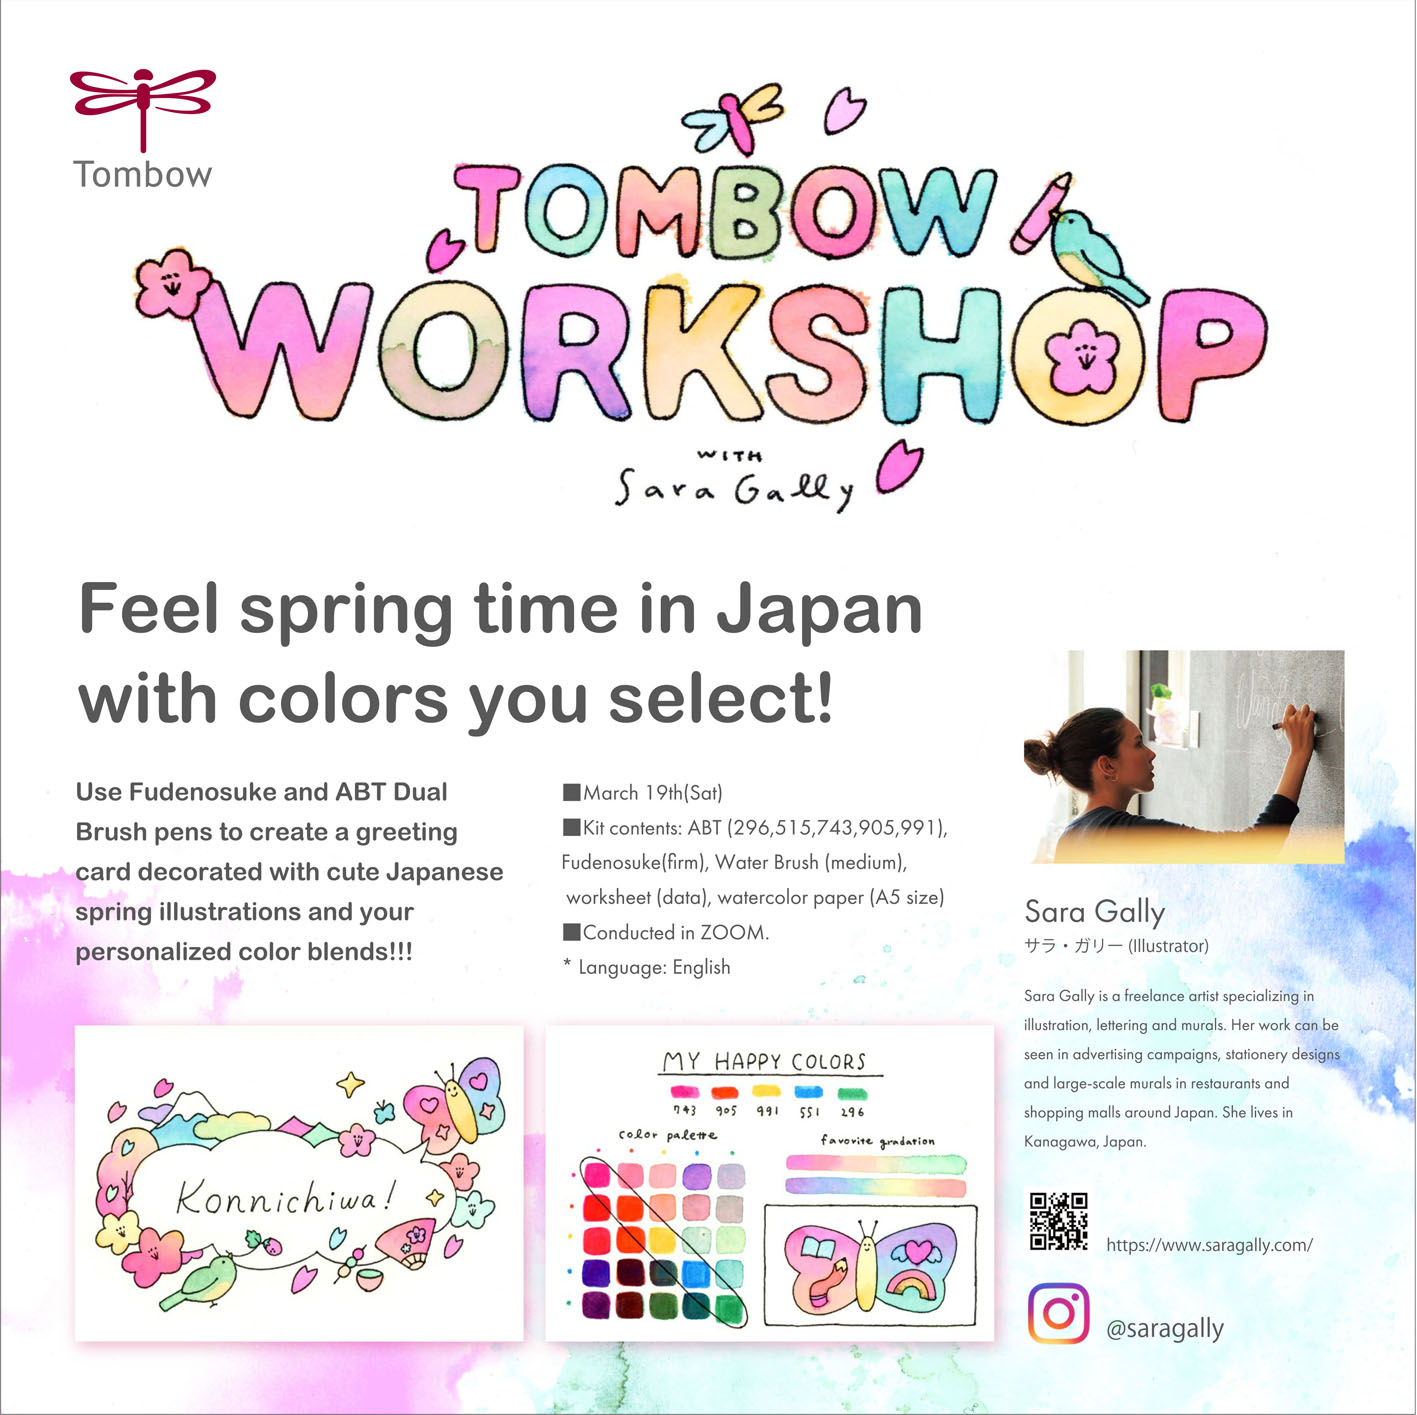 Tombow
TOMBOW
WORKSHOP
WITH
Sara Gally
Feel spring time in Japan
with colors you select!
Use Fudenosuke and ABT Dual
Brush pens to create a greeting
card decorated with cute Japanese
spring illustrations and your
personalized color blends!!!
■March 19th(Sat)
■Kit contents: ABT (296,515,743,905,991),
Fudenosuke(firm), Water Brush (medium),
worksheet (data), watercolor paper (A5 size)
■Conducted in ZOOM.
* Language: English
Sara Gally
サラ・ガリー (Illustrator)
Sara Gally is a freelance artist specializing in
illustration, lettering and murals. Her work can be
seen in advertising campaigns, stationery designs
and large-scale murals in restaurants and
shopping malls around Japan. She lives in
Kanagawa, Japan.
https://www.saragally.com/
@saragally
Konnichiwa!
MY HAPPY COLORS
743 905 991 551 296
color palette
favorite gradation